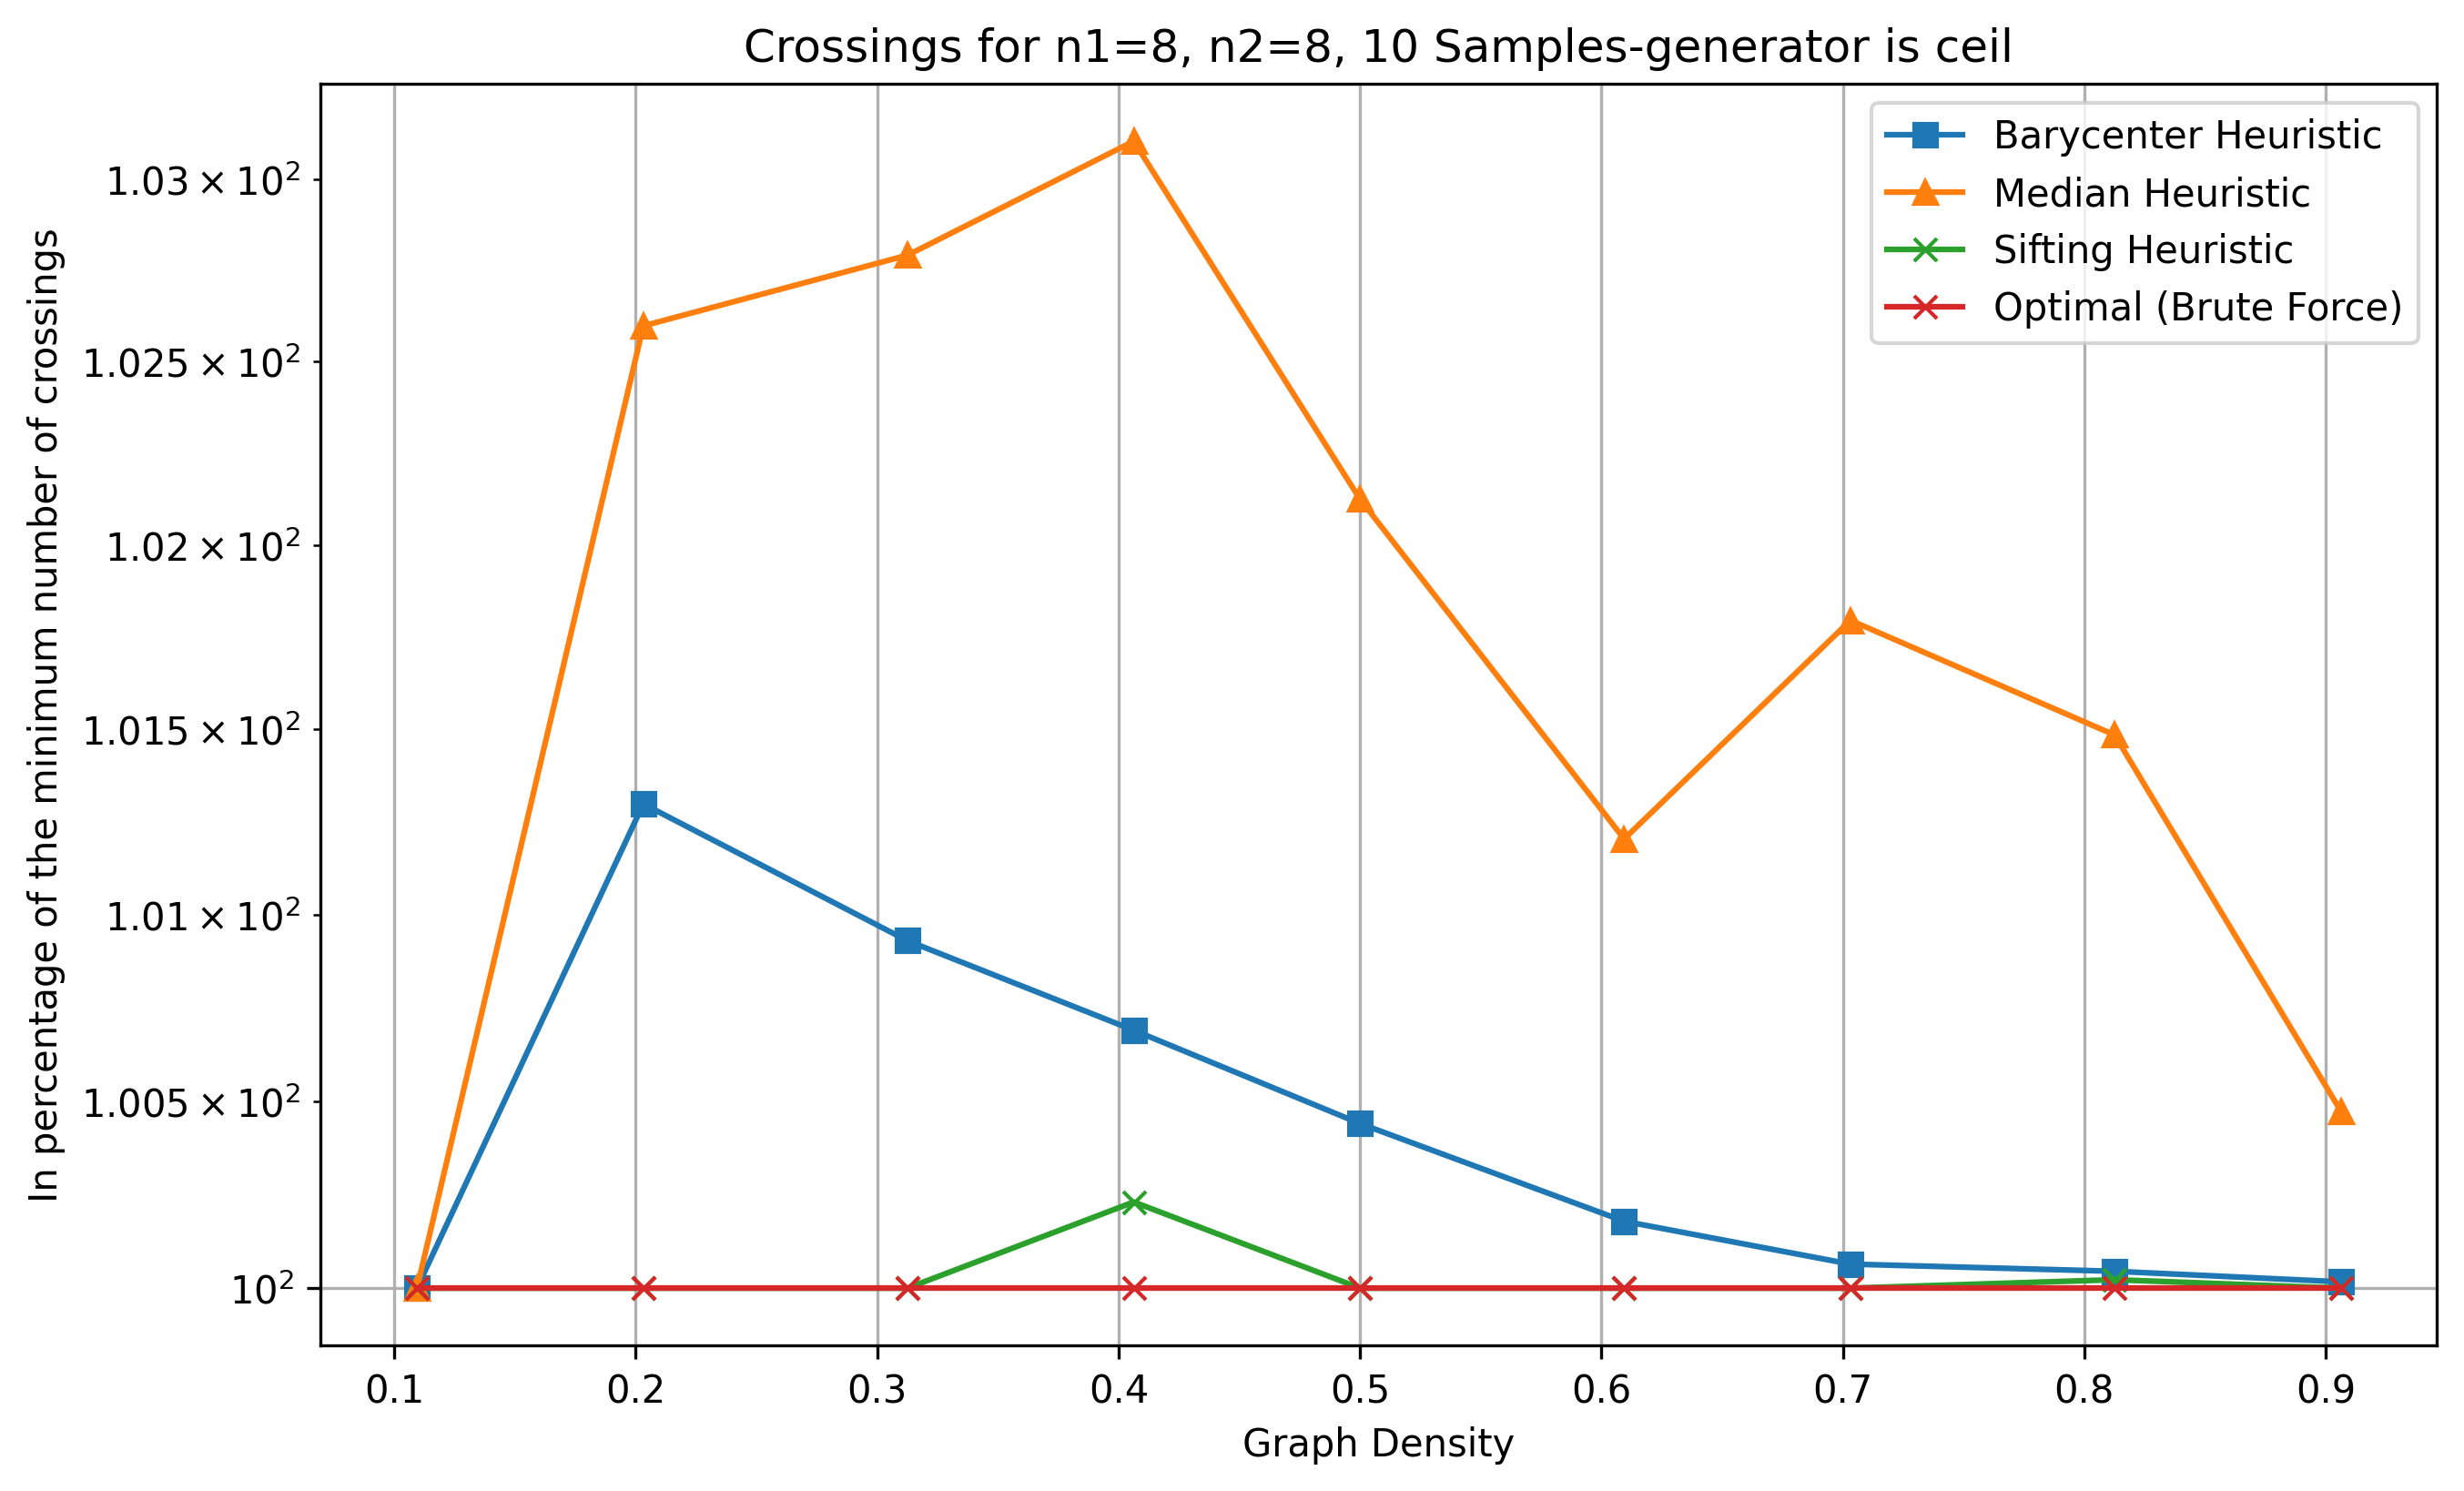 Crossings for n1=8, n2=8, 10 Samples-generator is ceil
In percentage of the minimum number of crossings
1.03 × 10²
1.025 × 10²
1.02 × 10²
1.015 × 10²
1.01 × 10²
1.005 × 10²
10²
Barycenter Heuristic
Median Heuristic
Sifting Heuristic
Optimal (Brute Force)
0.1 0.2 0.3 0.4 0.5 0.6 0.7 0.8 0.9
Graph Density